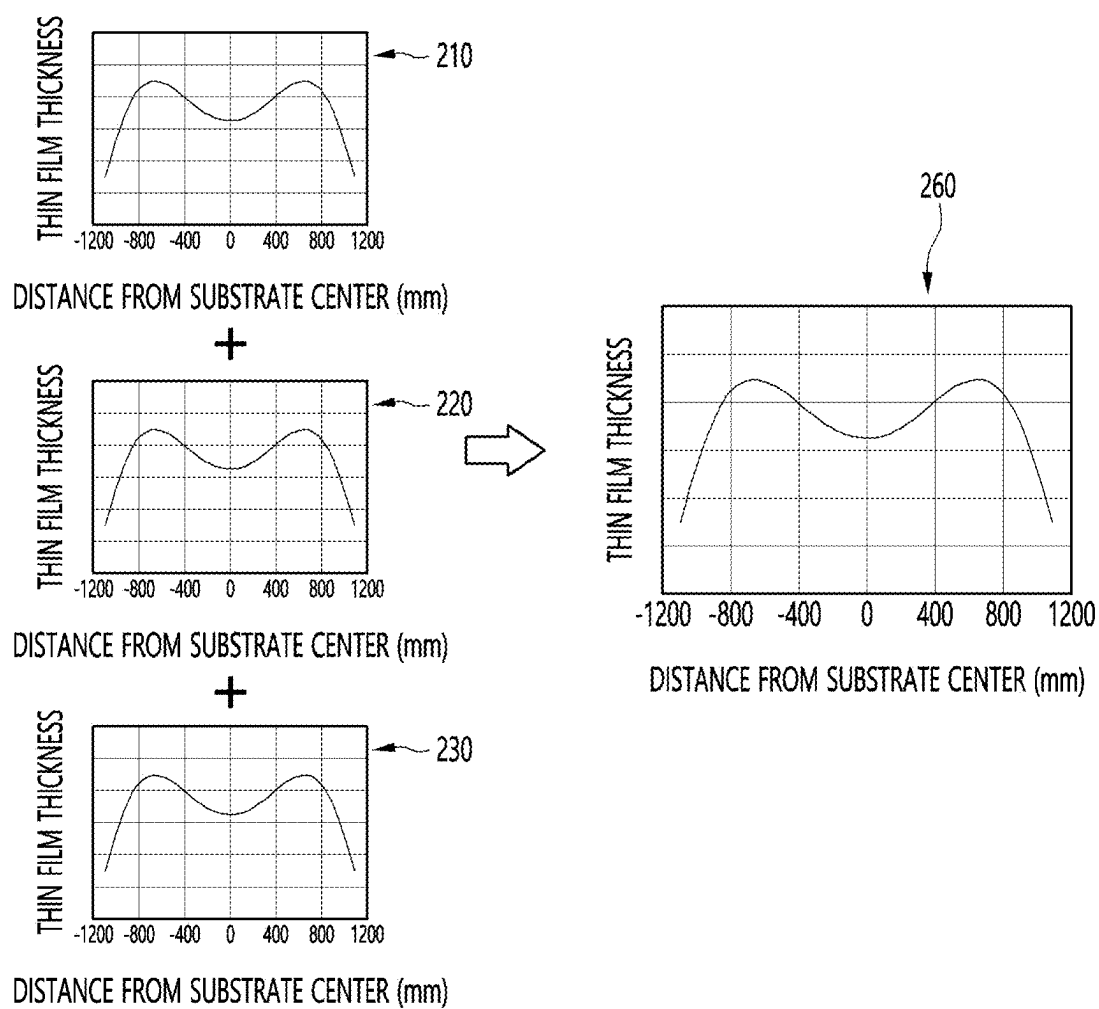 THIN FILM THICKNESS
210
-1200 -800 -400 0 400 800 1200
DISTANCE FROM SUBSTRATE CENTER (mm)
+
THIN FILM THICKNESS
220
-1200 -800 -400 0 400 800 1200
DISTANCE FROM SUBSTRATE CENTER (mm)
+
THIN FILM THICKNESS
230
-1200 -800 -400 0 400 800 1200
DISTANCE FROM SUBSTRATE CENTER (mm)
260
THIN FILM THICKNESS
-1200 -800 -400 0 400 800 1200
DISTANCE FROM SUBSTRATE CENTER (mm)